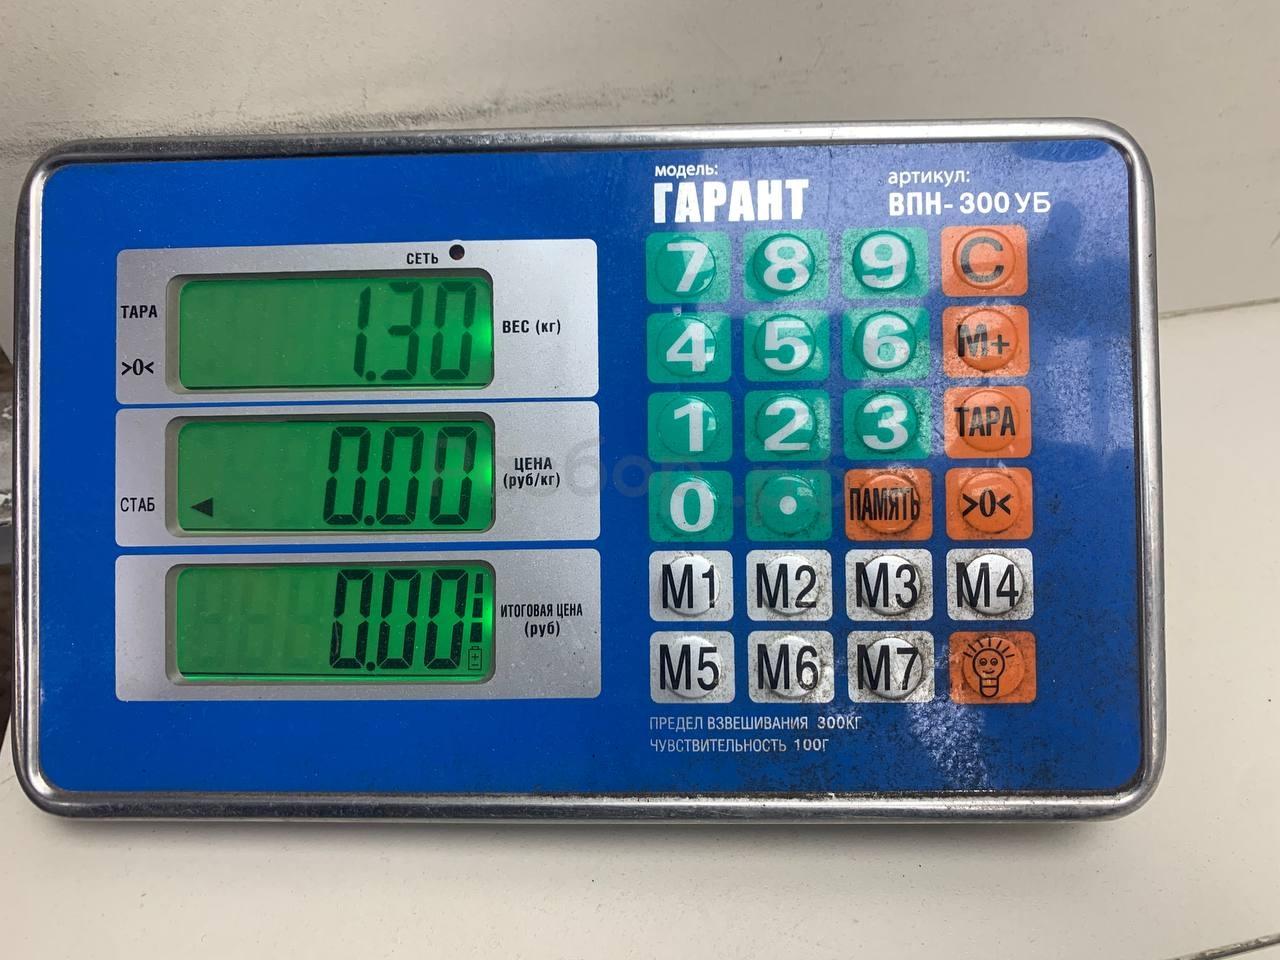 модель:
ГАРАНТ
артикул:
ВПН-300УБ
СЕТЬ
ТАРА
>0<
1.30
ВЕС (кг)
СТАБ
0.00
ЦЕНА
(руб/кг)
0.00
ИТОГОВАЯ ЦЕНА
(руб)
7 8 9 C
4 5 6 M+
1 2 3 ТАРА
0 . ПАМЯТЬ >0<
M1 M2 M3 M4
M5 M6 M7
ПРЕДЕЛ ВЗВЕШИВАНИЯ 300КГ
ЧУВСТВИТЕЛЬНОСТЬ 100Г